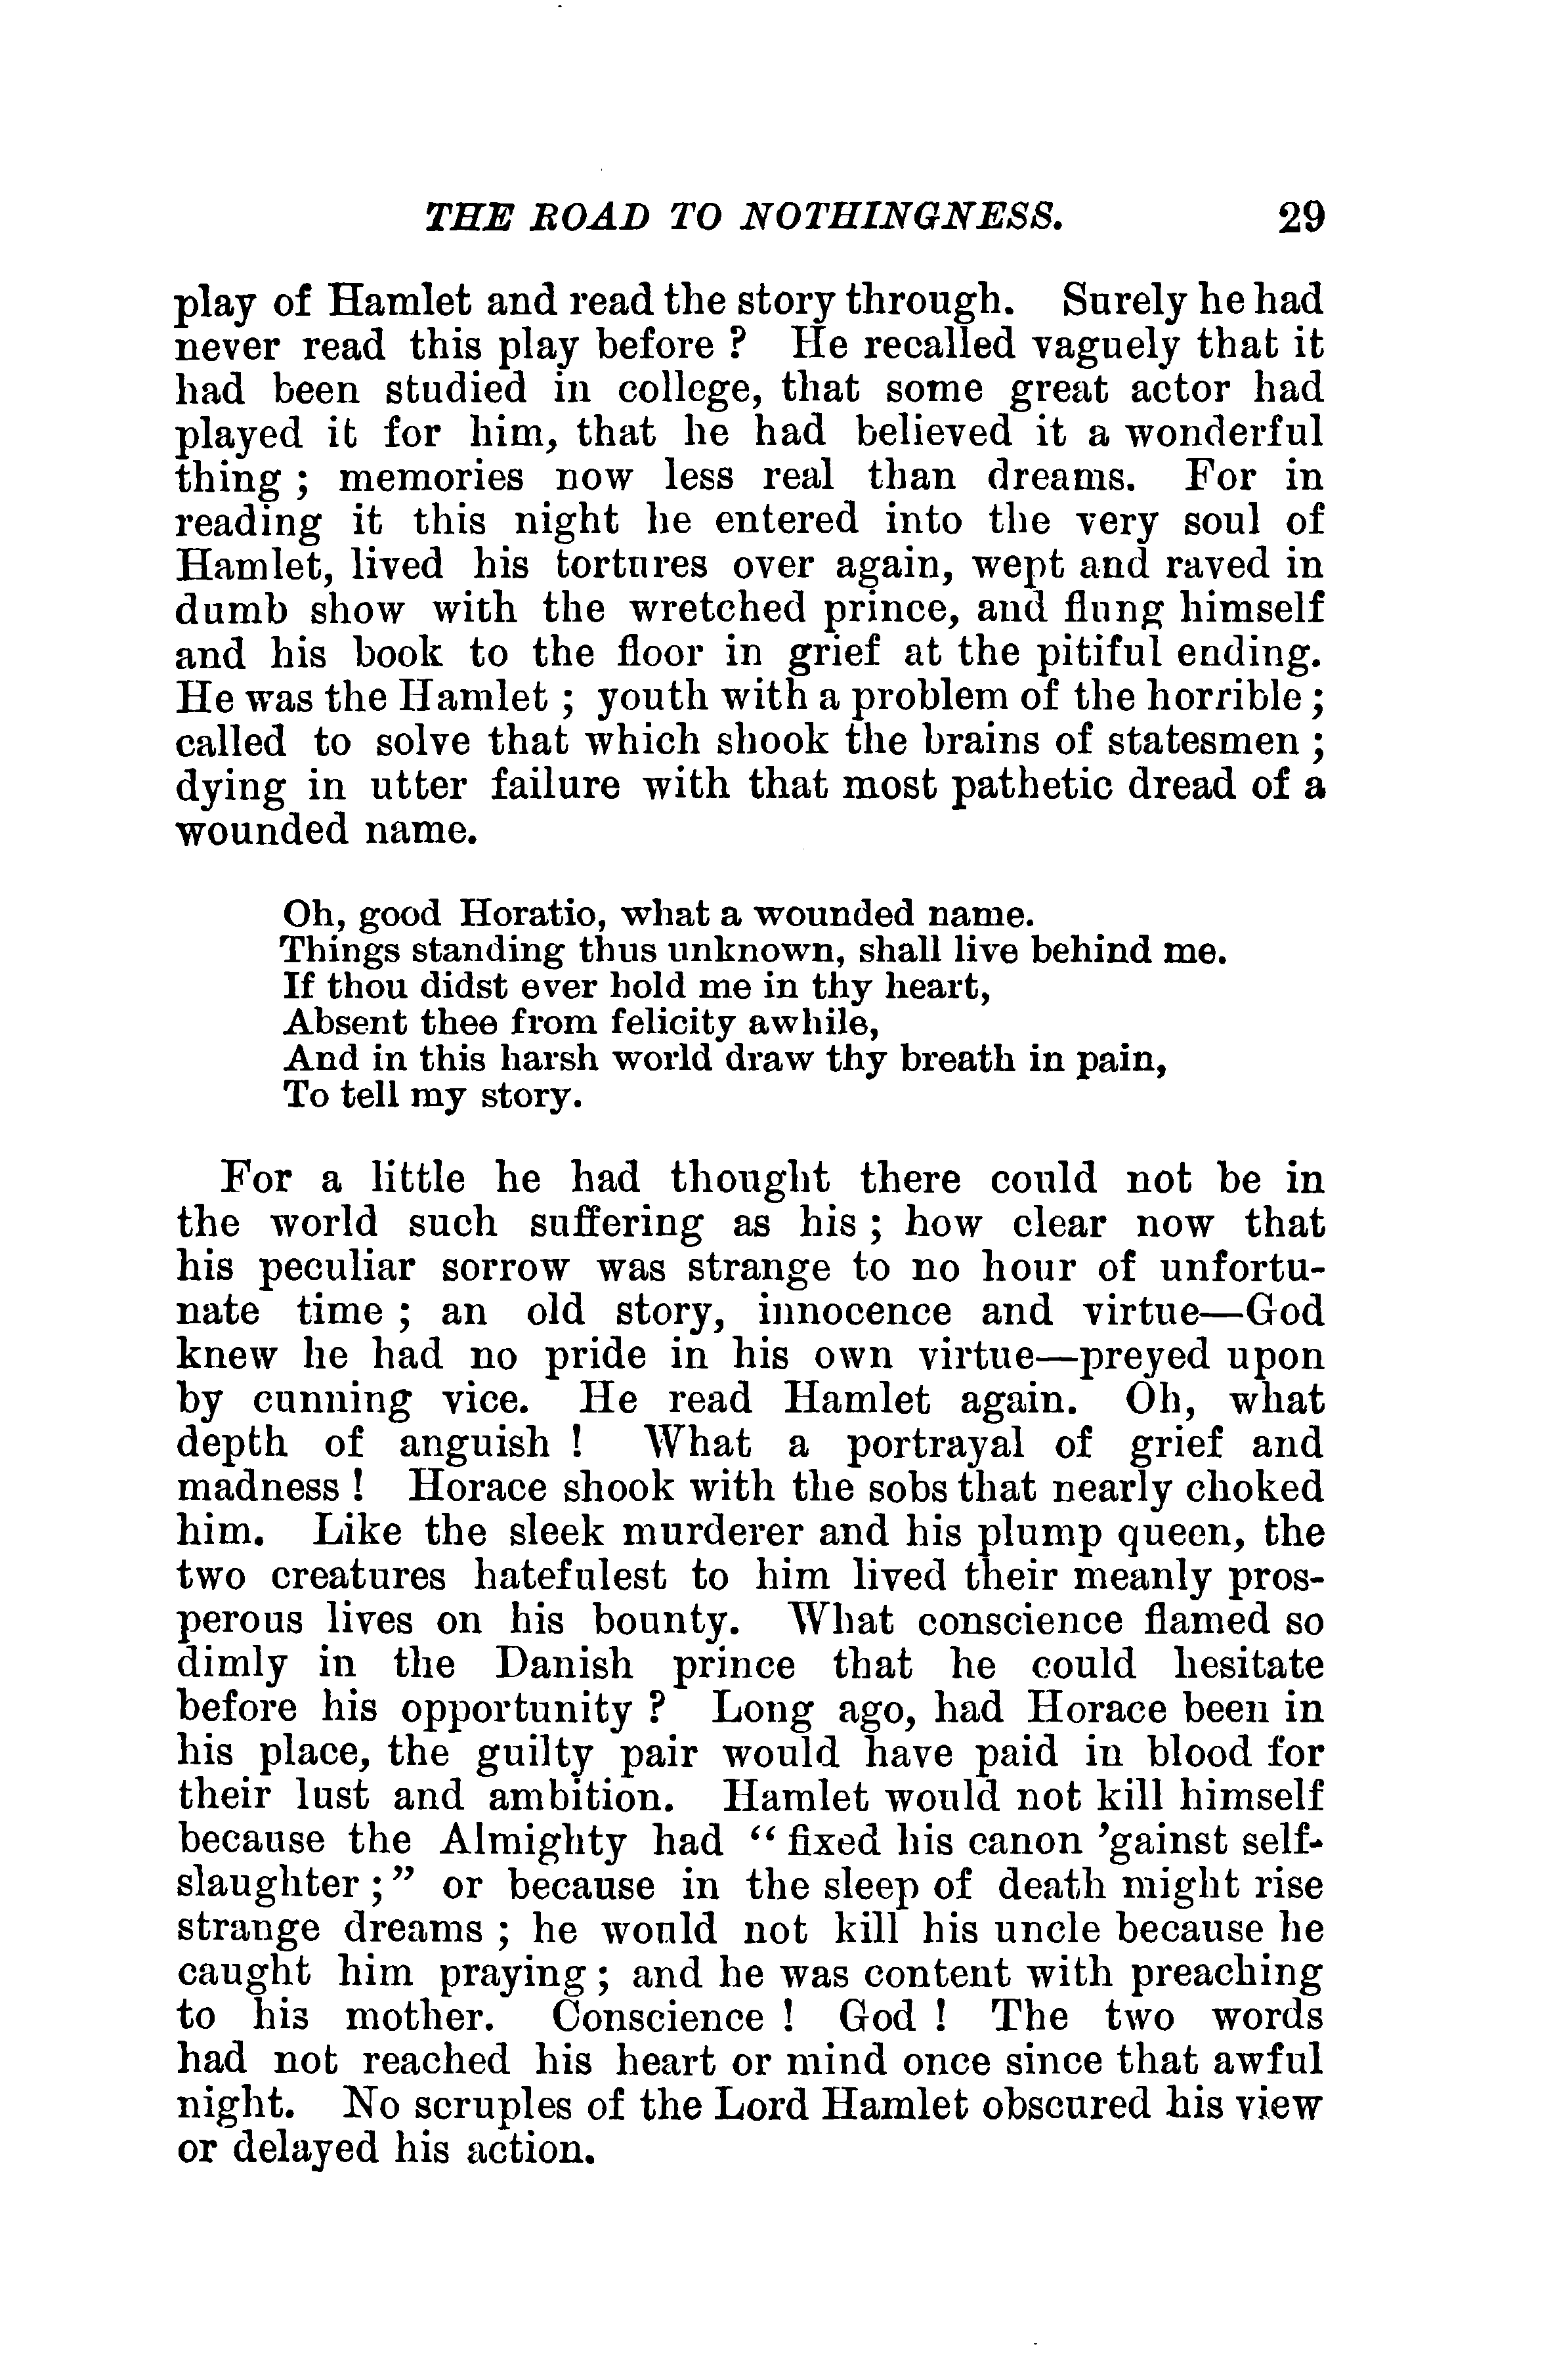 THE ROAD TO NOTHINGNESS. 29
play of Hamlet and read the story through. Surely he had
never read this play before ? He recalled vaguely that it
had been studied in college, that some great actor had
played it for him, that he had believed it a wonderful
thing ; memories now less real than dreams. For in
reading it this night he entered into the very soul of
Hamlet, lived his tortures over again, wept and raved in
dumb show with the wretched prince, and flung himself
and his book to the floor in grief at the pitiful ending.
He was the Hamlet ; youth with a problem of the horrible ;
called to solve that which shook the brains of statesmen ;
dying in utter failure with that most pathetic dread of a
wounded name.
Oh, good Horatio, what a wounded name.
Things standing thus unknown, shall live behind me.
If thou didst ever hold me in thy heart,
Absent thee from felicity awhile,
And in this harsh world draw thy breath in pain,
To tell my story.
For a little he had thought there could not be in
the world such suffering as his ; how clear now that
his peculiar sorrow was strange to no hour of unfortu-
nate time ; an old story, innocence and virtue—God
knew he had no pride in his own virtue—preyed upon
by cunning vice. He read Hamlet again. Oh, what
depth of anguish ! What a portrayal of grief and
madness ! Horace shook with the sobs that nearly choked
him. Like the sleek murderer and his plump queen, the
two creatures hatefulest to him lived their meanly pros-
perous lives on his bounty. What conscience flamed so
dimly in the Danish prince that he could hesitate
before his opportunity ? Long ago, had Horace been in
his place, the guilty pair would have paid in blood for
their lust and ambition. Hamlet would not kill himself
because the Almighty had “ fixed his canon ’gainst self-
slaughter ; ” or because in the sleep of death might rise
strange dreams ; he would not kill his uncle because he
caught him praying ; and he was content with preaching
to his mother. Conscience ! God ! The two words
had not reached his heart or mind once since that awful
night. No scruples of the Lord Hamlet obscured his view
or delayed his action.